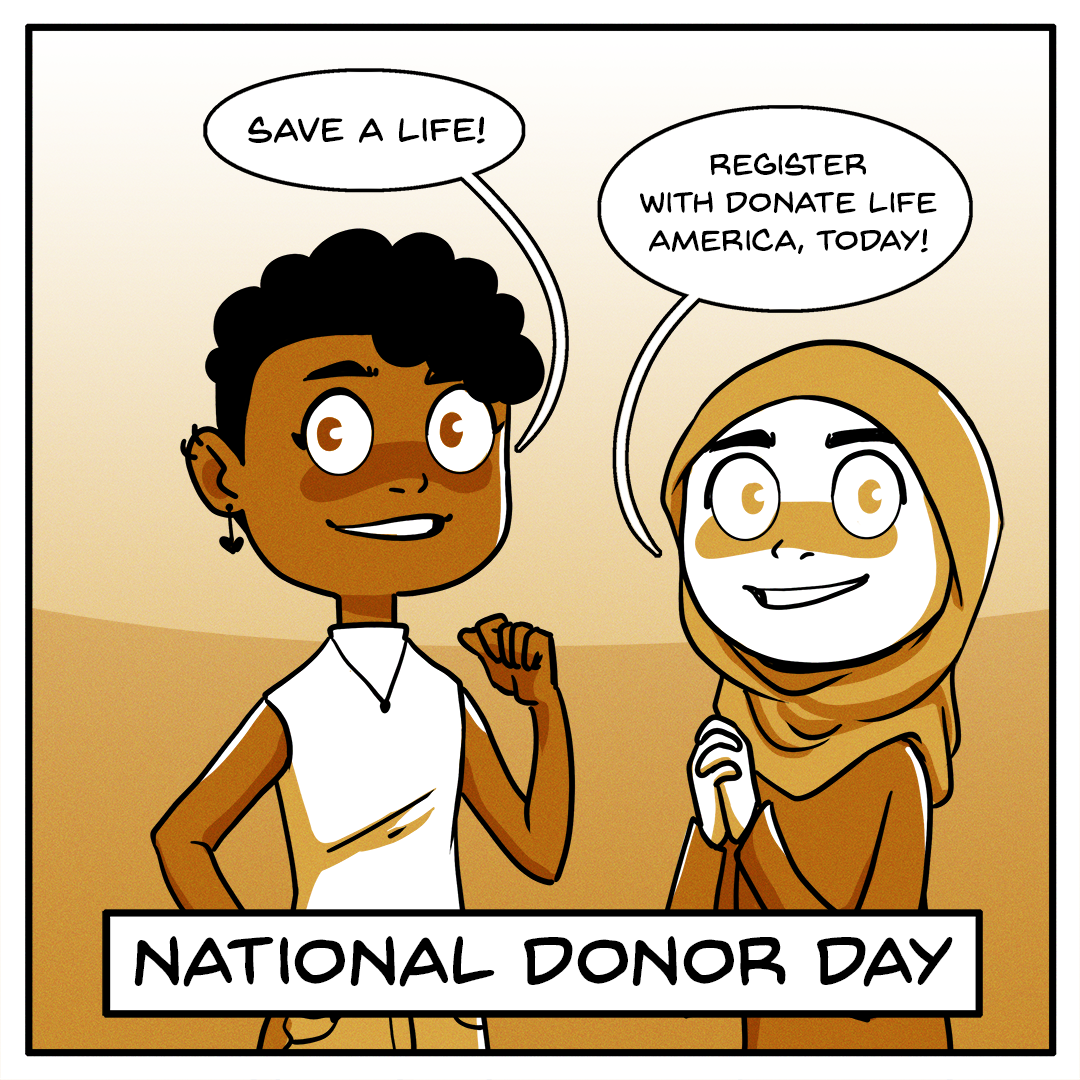 SAVE A LIFE!
REGISTER
WITH DONATE LIFE
AMERICA, TODAY!
NATIONAL DONOR DAY